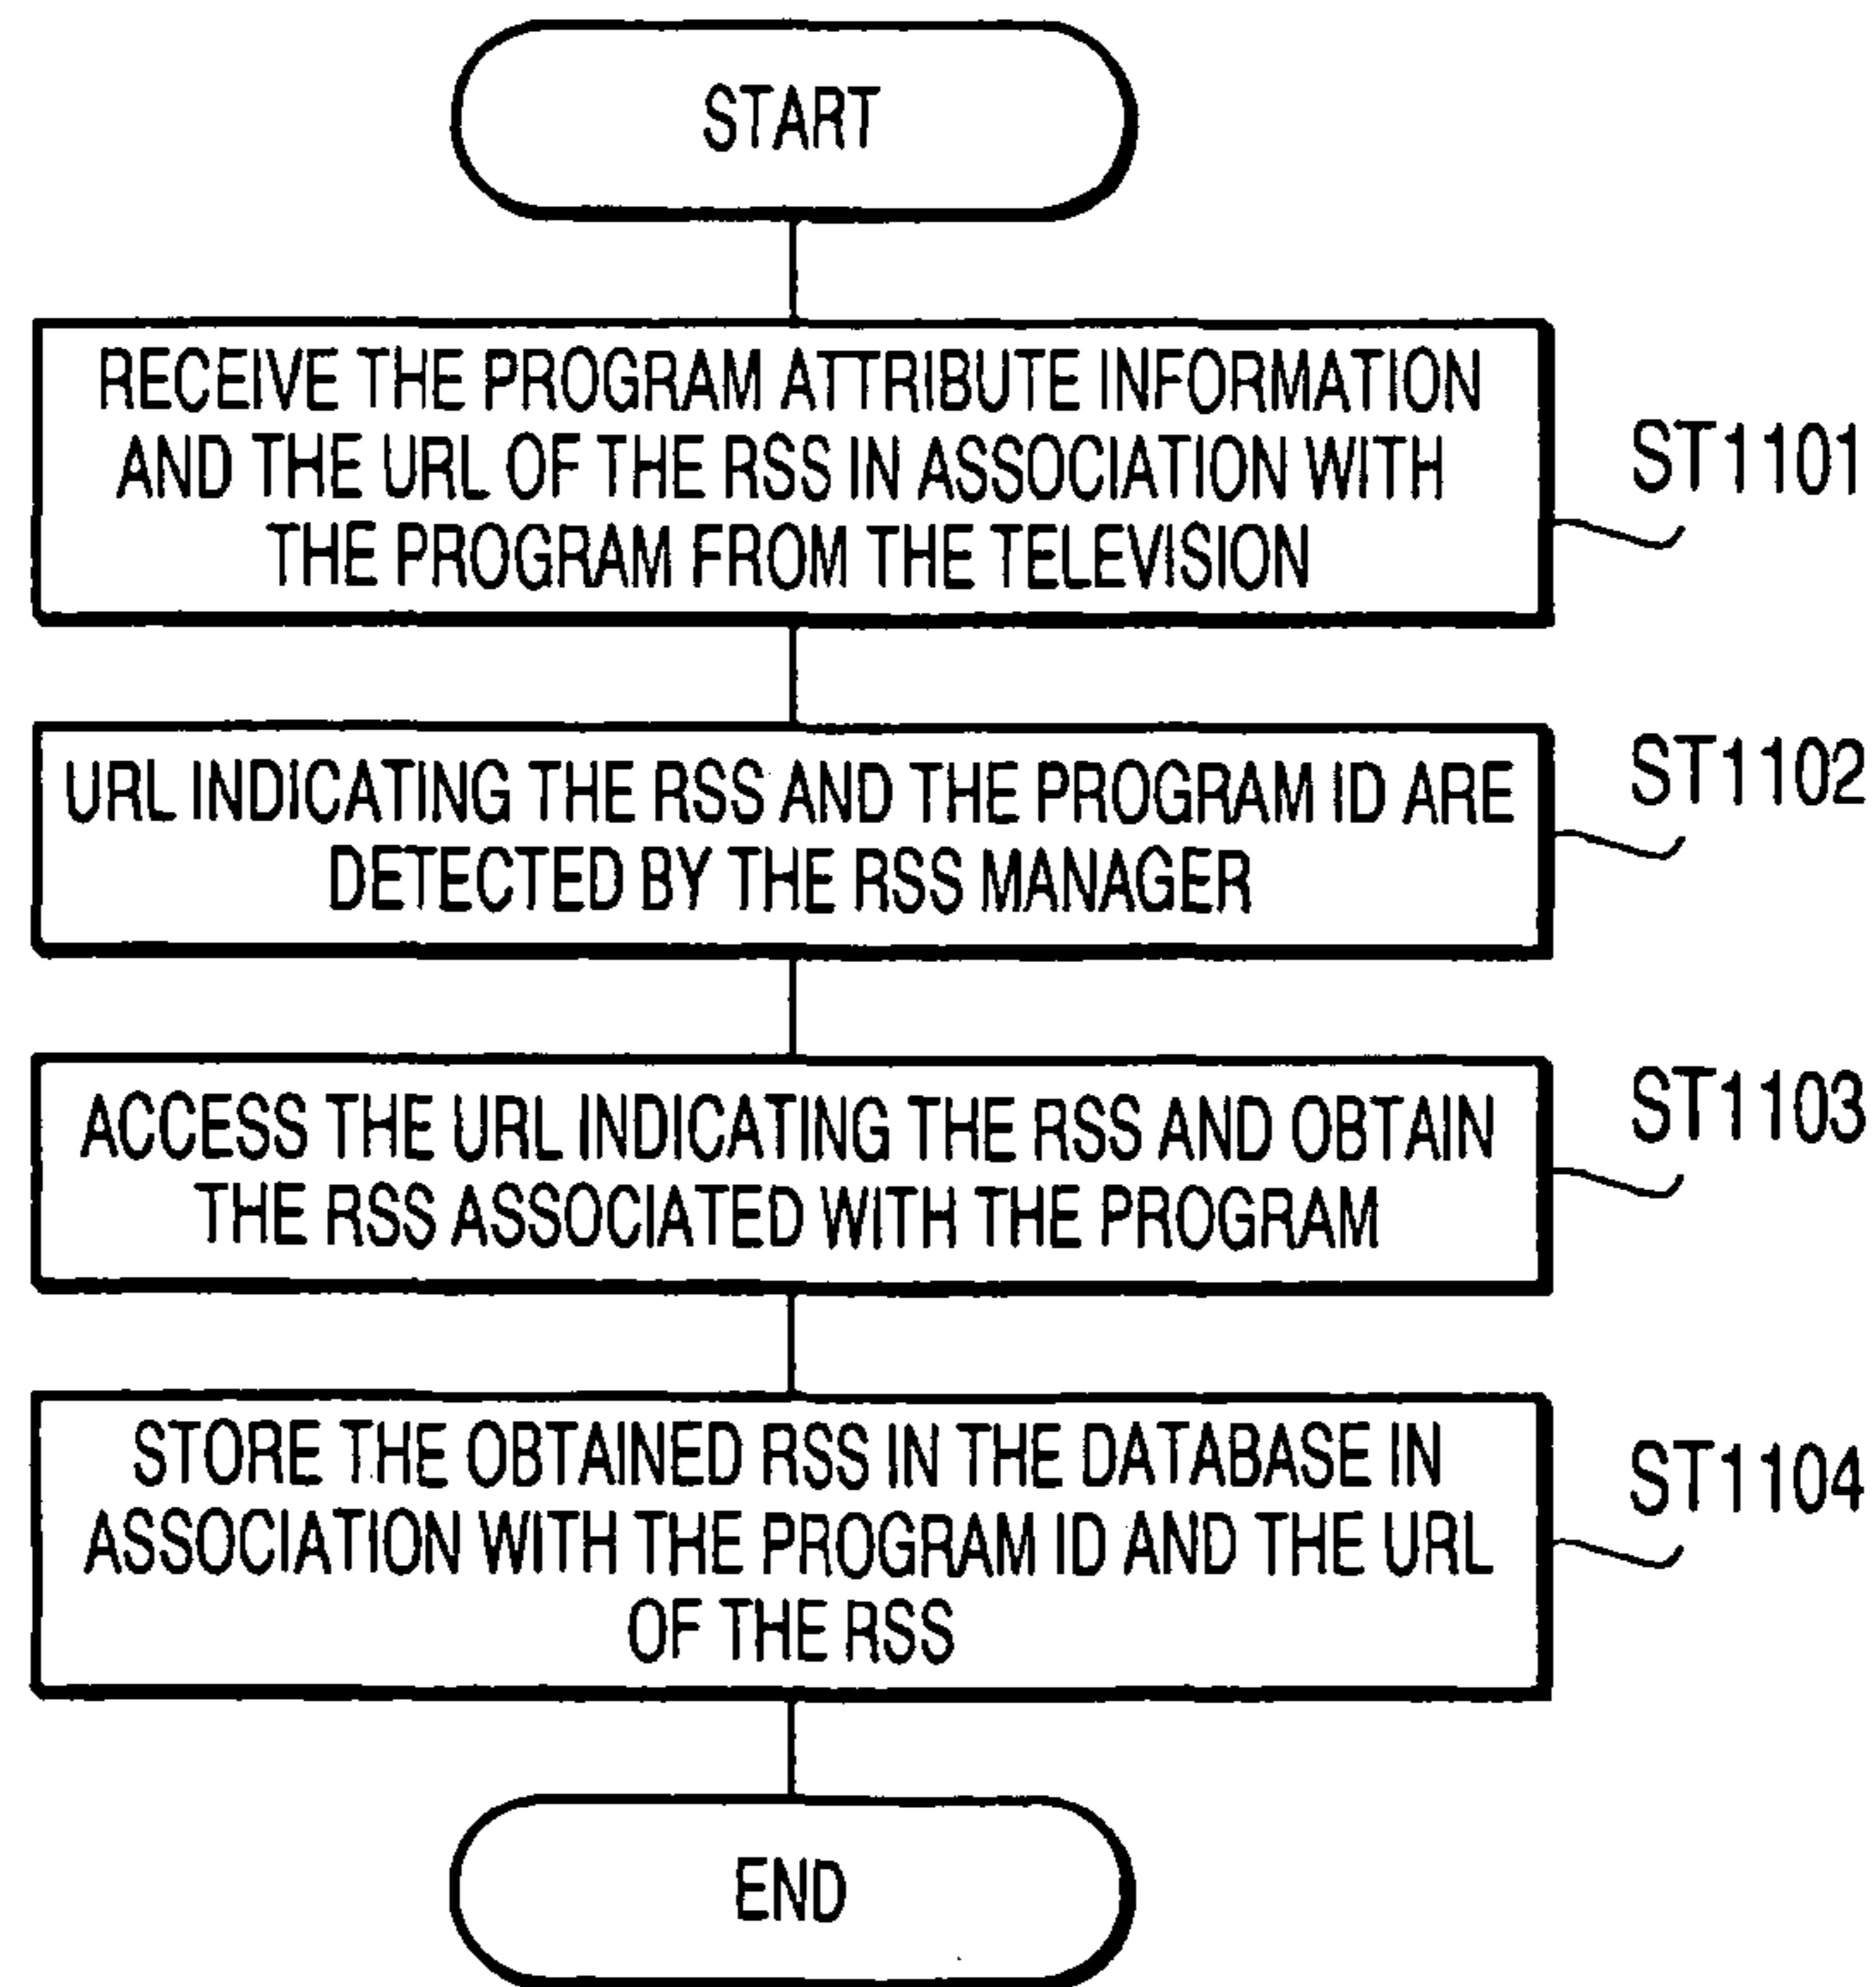 START
RECEIVE THE PROGRAM ATTRIBUTE INFORMATION
AND THE URL OF THE RSS IN ASSOCIATION WITH
THE PROGRAM FROM THE TELEVISION
ST1101
URL INDICATING THE RSS AND THE PROGRAM ID ARE
DETECTED BY THE RSS MANAGER
ST1102
ACCESS THE URL INDICATING THE RSS AND OBTAIN
THE RSS ASSOCIATED WITH THE PROGRAM
ST1103
STORE THE OBTAINED RSS IN THE DATABASE IN
ASSOCIATION WITH THE PROGRAM ID AND THE URL
OF THE RSS
ST1104
END